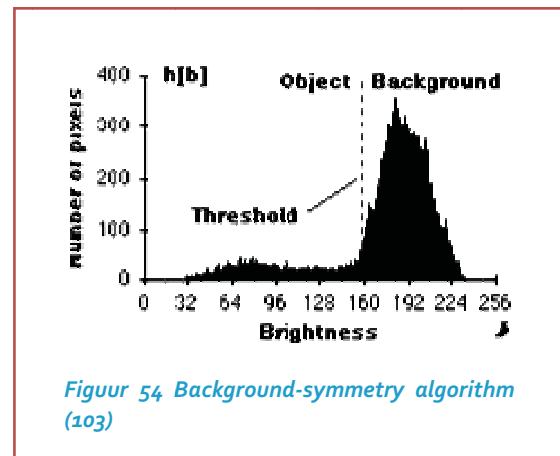 400 h[b] Object Background
300
200
Threshold
100
0
0 32 64 96 128 160 192 224 256
Number of pixels
Brightness
Figuur 54 Background-symmetry algorithm
(103)